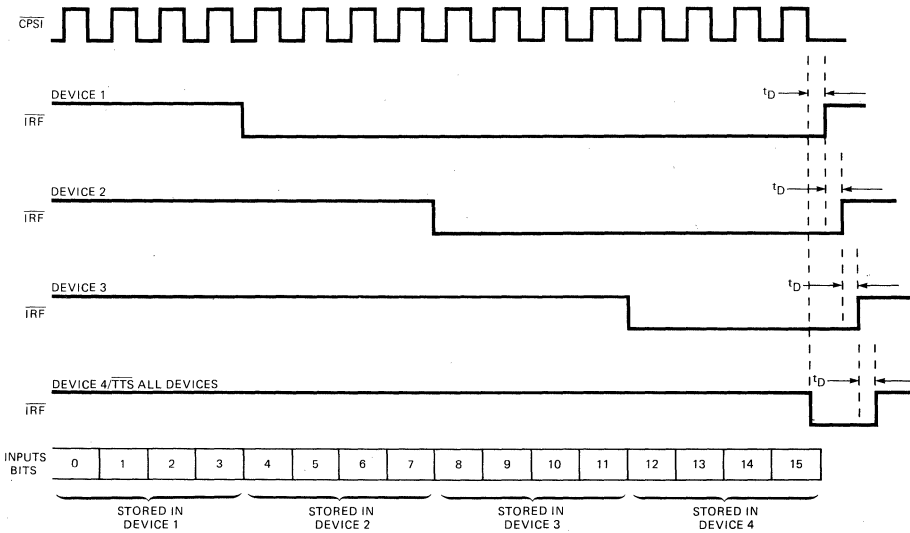 CPSI
DEVICE 1
tD
IRF
DEVICE 2
tD
IRF
DEVICE 3
tD
IRF
DEVICE 4/TTS ALL DEVICES
tD
IRF
INPUTS
BITS
0 1 2 3 4 5 6 7 8 9 10 11 12 13 14 15
STORED IN
DEVICE 1
STORED IN
DEVICE 2
STORED IN
DEVICE 3
STORED IN
DEVICE 4